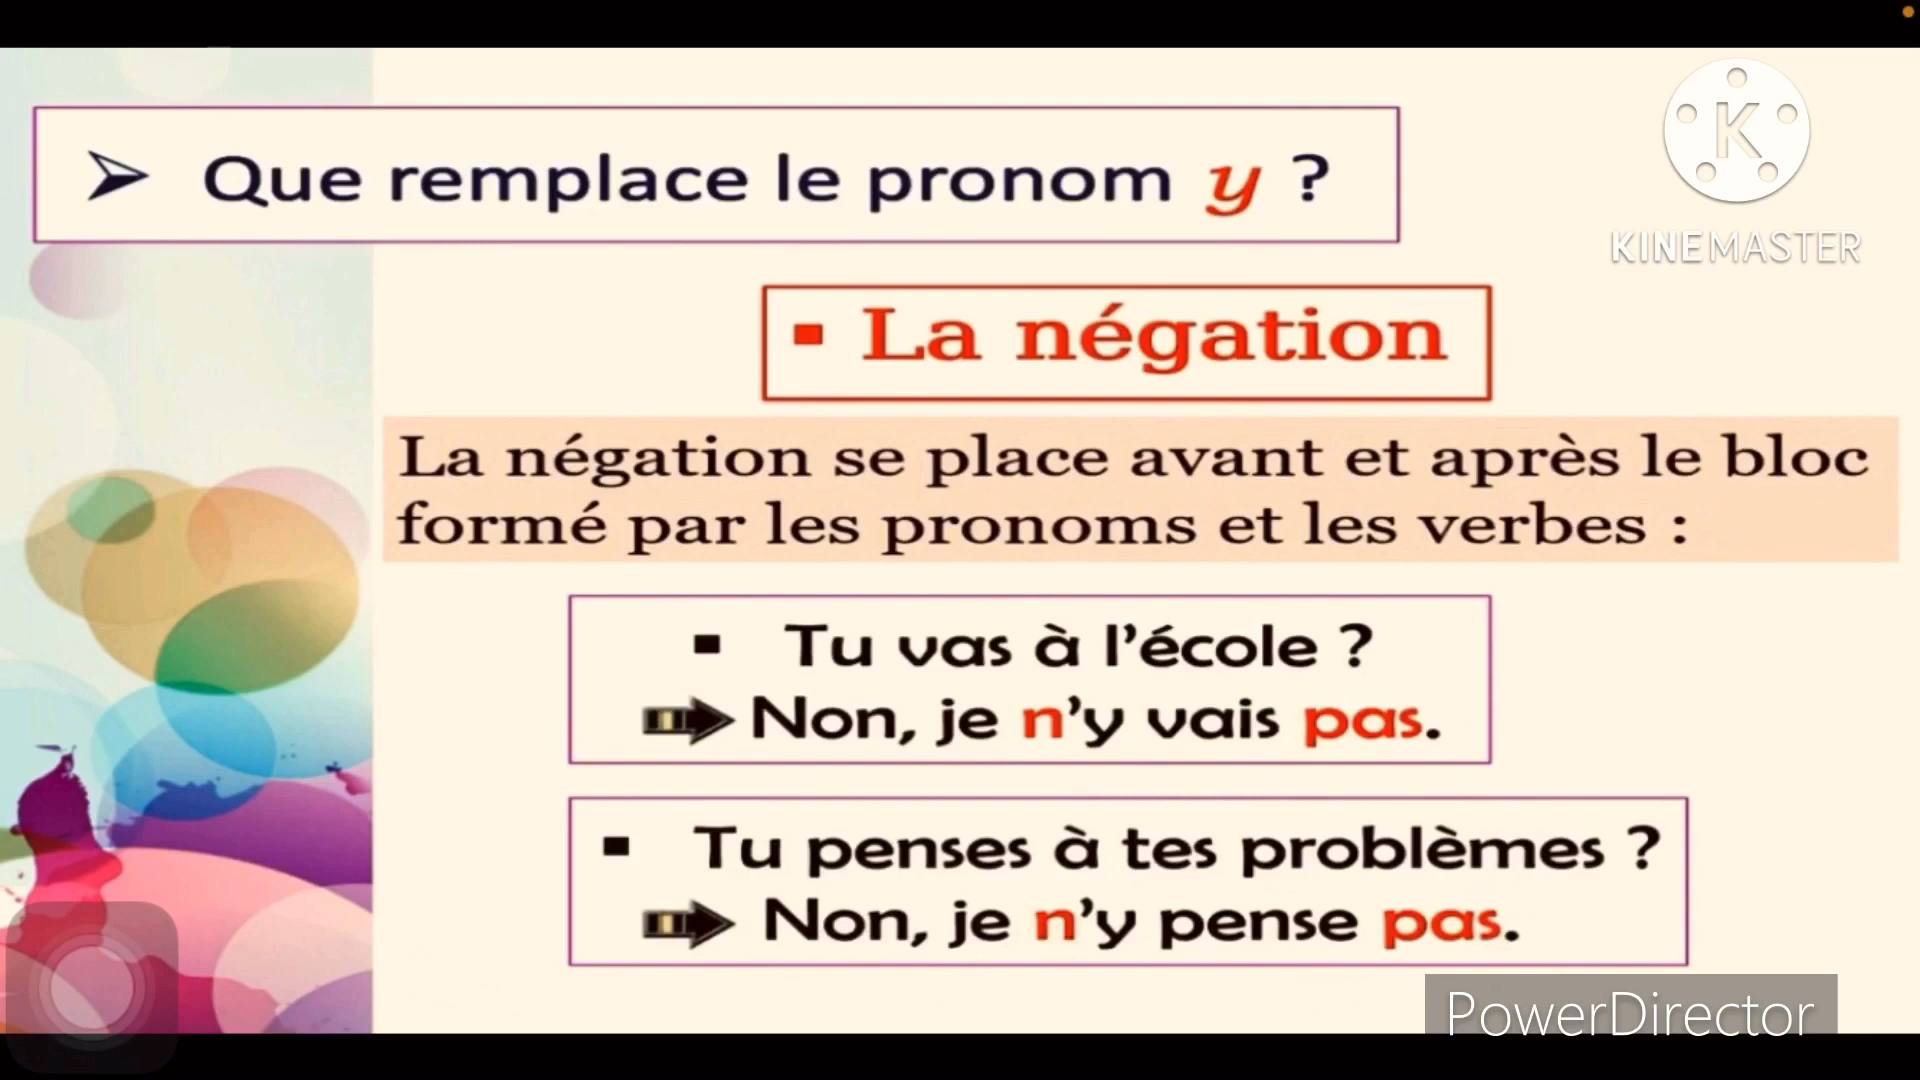 ➢ Que remplace le pronom y ?
K
KINEMASTER
▪ La négation
La négation se place avant et après le bloc
formé par les pronoms et les verbes :
▪ Tu vas à l’école ?
➡ Non, je n’y vais pas.
▪ Tu penses à tes problèmes ?
➡ Non, je n’y pense pas.
PowerDirector